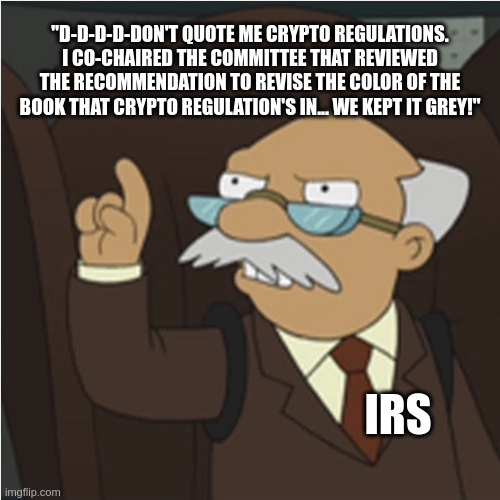 "D-D-D-D-DON'T QUOTE ME CRYPTO REGULATIONS.
I CO-CHAIRED THE COMMITTEE THAT REVIEWED
THE RECOMMENDATION TO REVISE THE COLOR OF THE
BOOK THAT CRYPTO REGULATION'S IN... WE KEPT IT GREY!"
IRS
imgflip.com